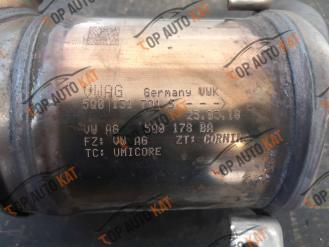 TOP AUTO KAT
TOP AUTO KAT
VWAG Germany VWK
5Q0 131 701 <---->
25.05.16
VW AG 5Q0 178 BA
FZ: VW AG ZT: CORNING
TC: UMICORE
TOP AUTO KAT
TOP AUTO KAT